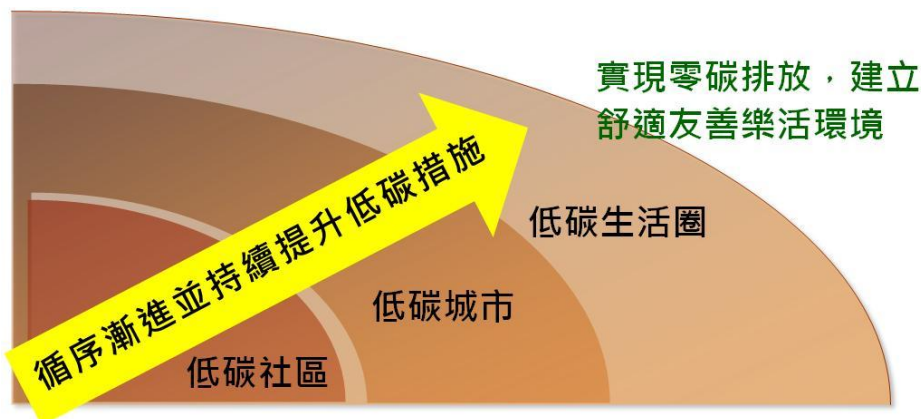 實現零碳排放，建立
舒適友善樂活環境
循序漸進並持續提升低碳措施
低碳生活圈
低碳城市
低碳社區